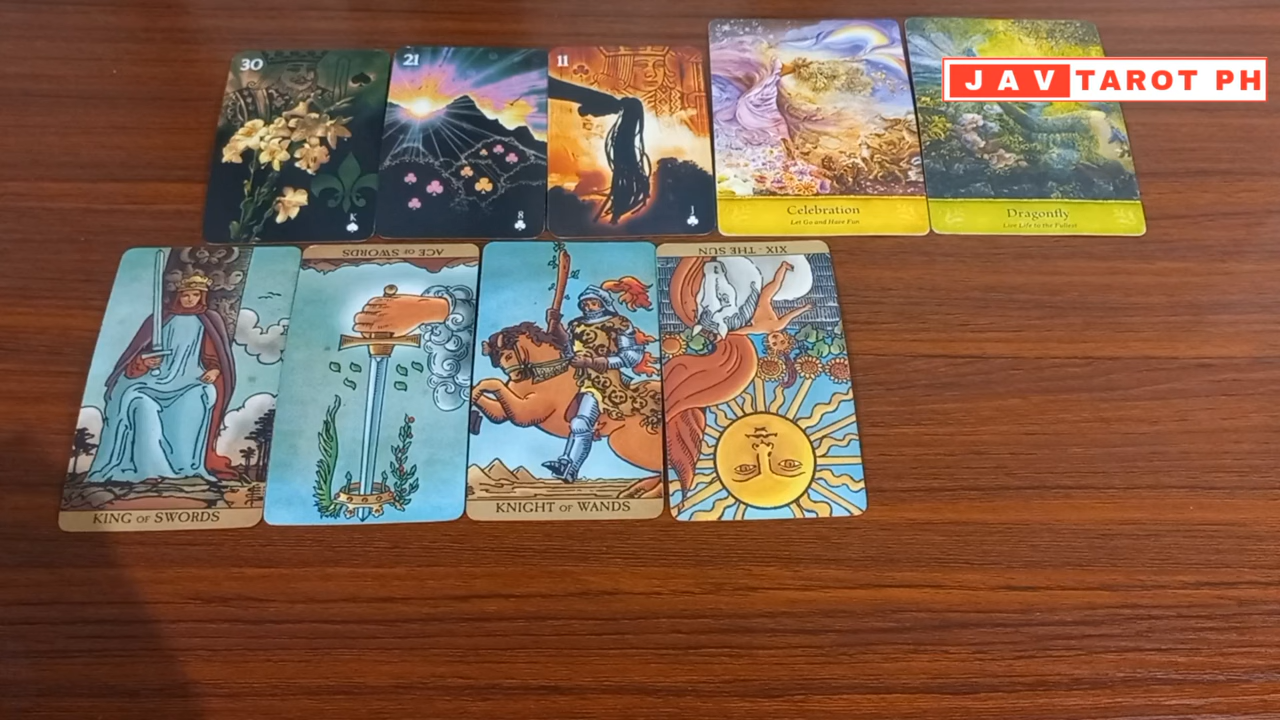 30
21
11
K
8
J
Celebration
Let Go and Have Fun
Dragonfly
Live Life to the Fullest
JAV TAROT PH
KING OF SWORDS
ACE OF SWORDS
KNIGHT OF WANDS
XIX · THE SUN